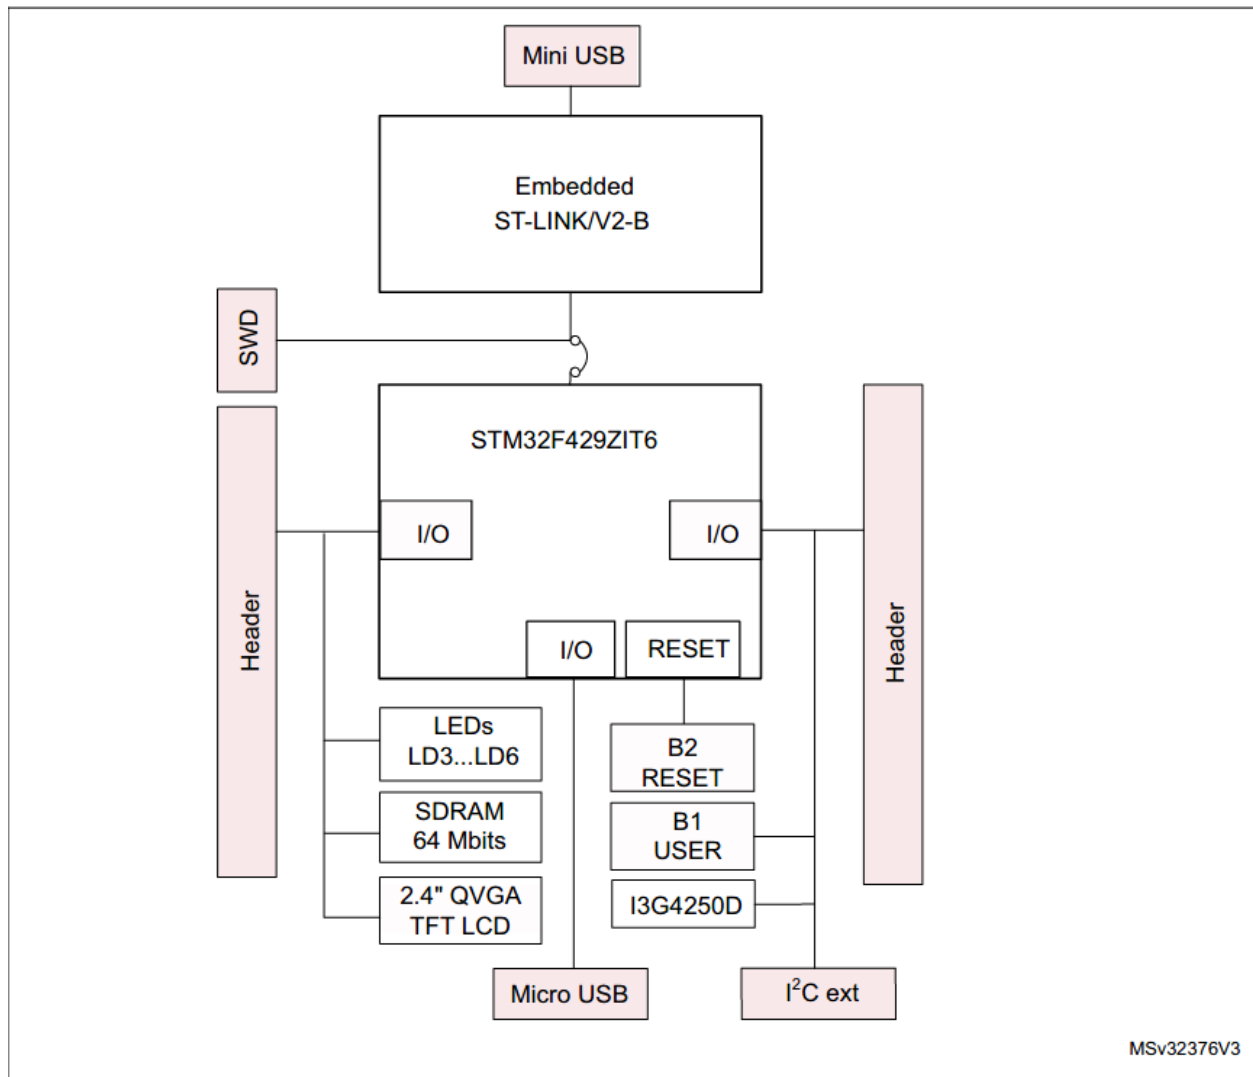 Mini USB
Embedded
ST-LINK/V2-B
SWD
STM32F429ZIT6
I/O
I/O
Header
Header
I/O
RESET
LEDs
LD3...LD6
B2
RESET
SDRAM
64 Mbits
B1
USER
2.4" QVGA
TFT LCD
I3G4250D
Micro USB
I²C ext
MSv32376V3